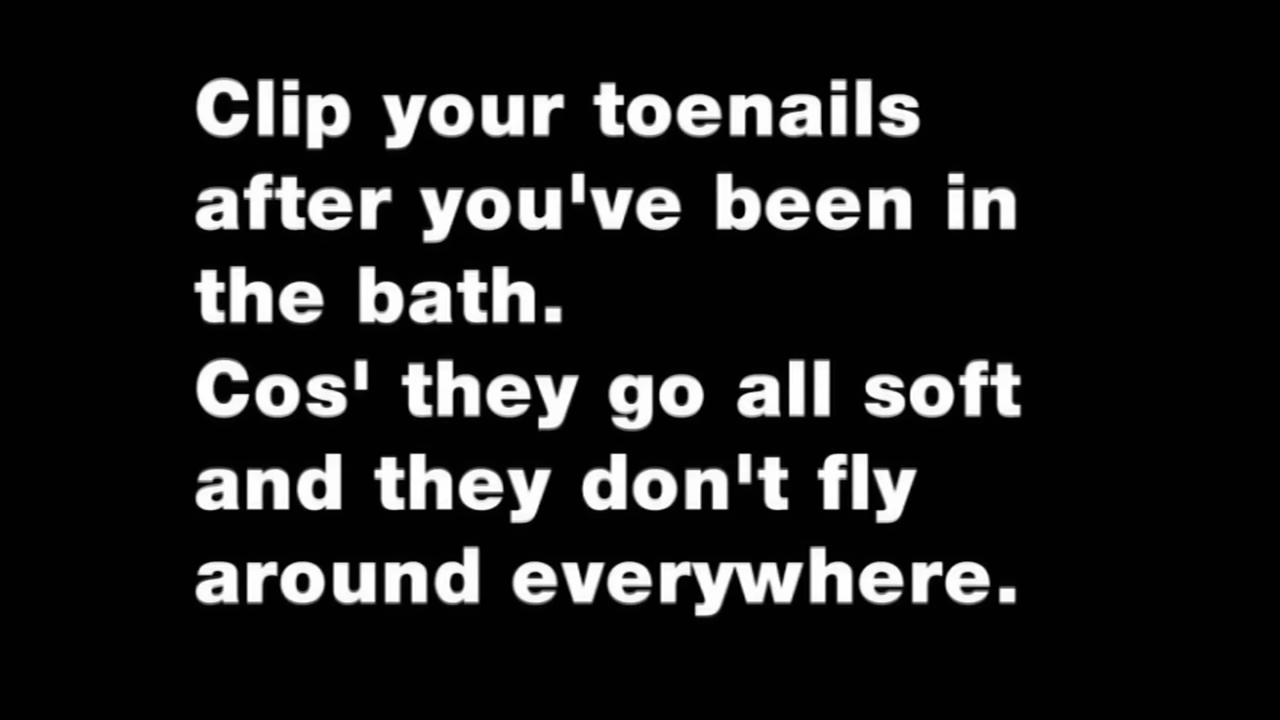 Clip your toenails
after you've been in
the bath.
Cos' they go all soft
and they don't fly
around everywhere.